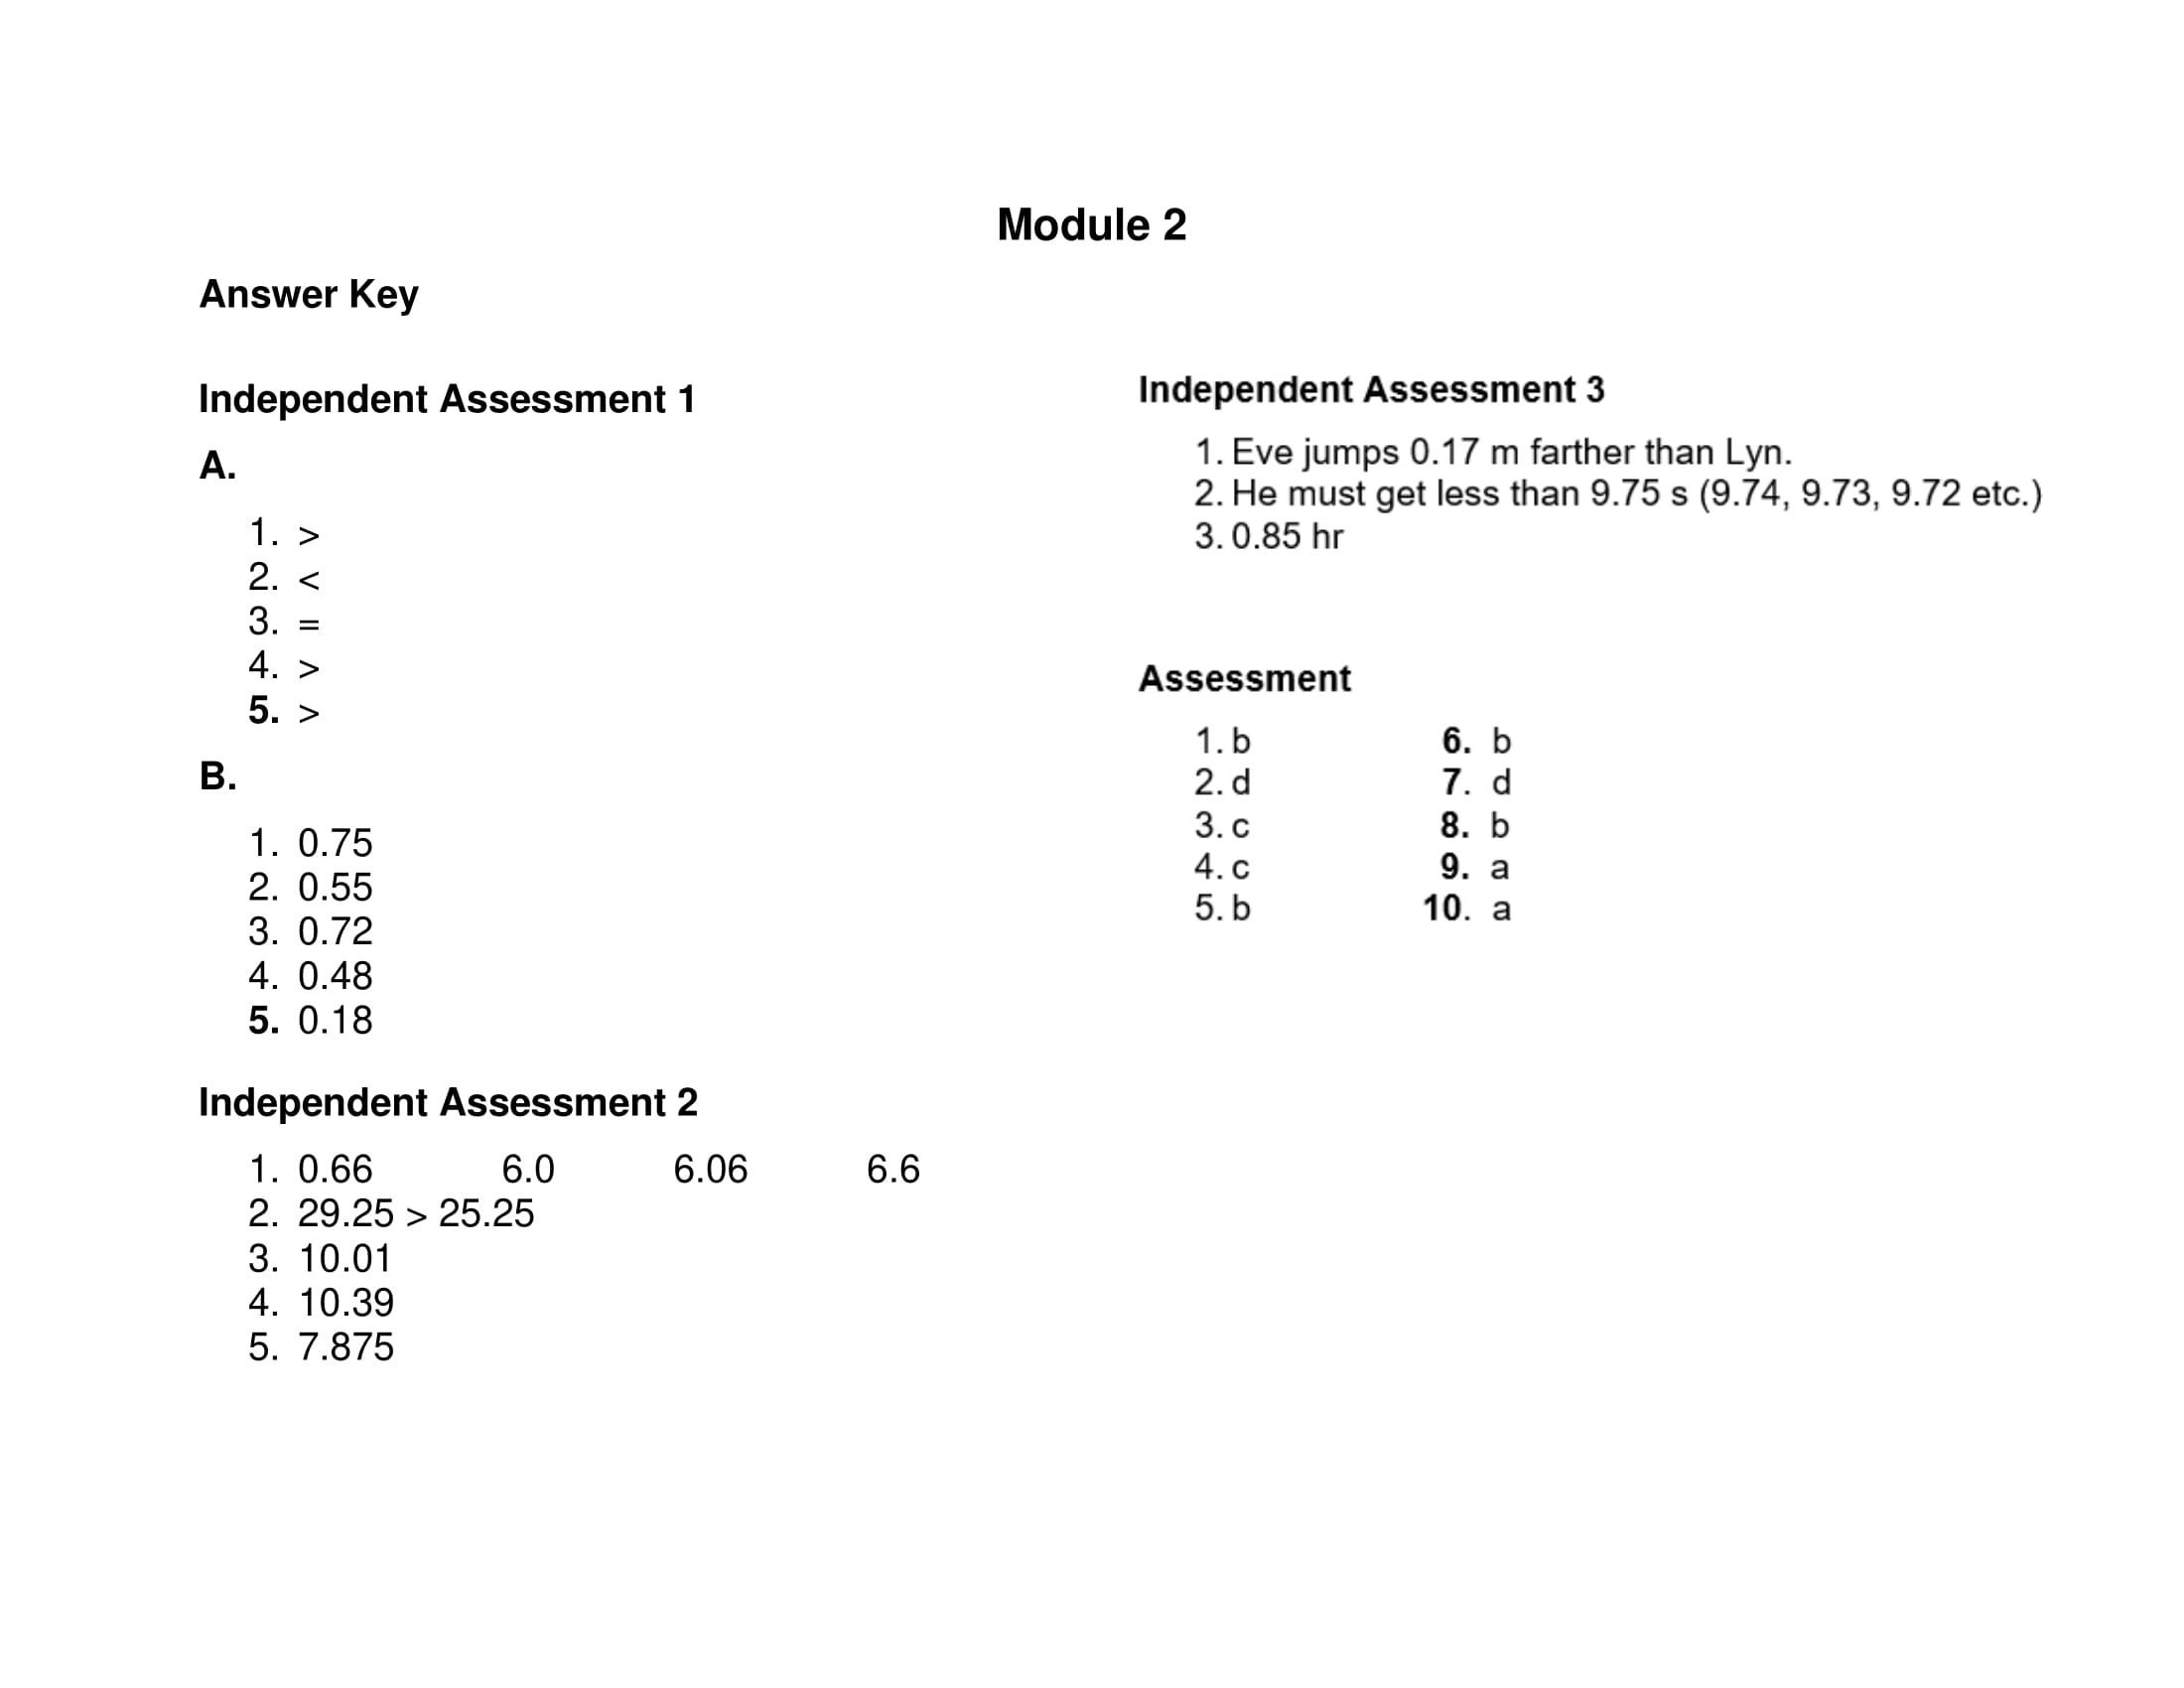 Module 2
Answer Key
Independent Assessment 1
A.
1. >
2. <
3. =
4. >
5. >
B.
1. 0.75
2. 0.55
3. 0.72
4. 0.48
5. 0.18
Independent Assessment 2
1. 0.66 6.0 6.06 6.6
2. 29.25 > 25.25
3. 10.01
4. 10.39
5. 7.875
Independent Assessment 3
1. Eve jumps 0.17 m farther than Lyn.
2. He must get less than 9.75 s (9.74, 9.73, 9.72 etc.)
3. 0.85 hr
Assessment
1. b 6. b
2. d 7. d
3. c 8. b
4. c 9. a
5. b 10. a